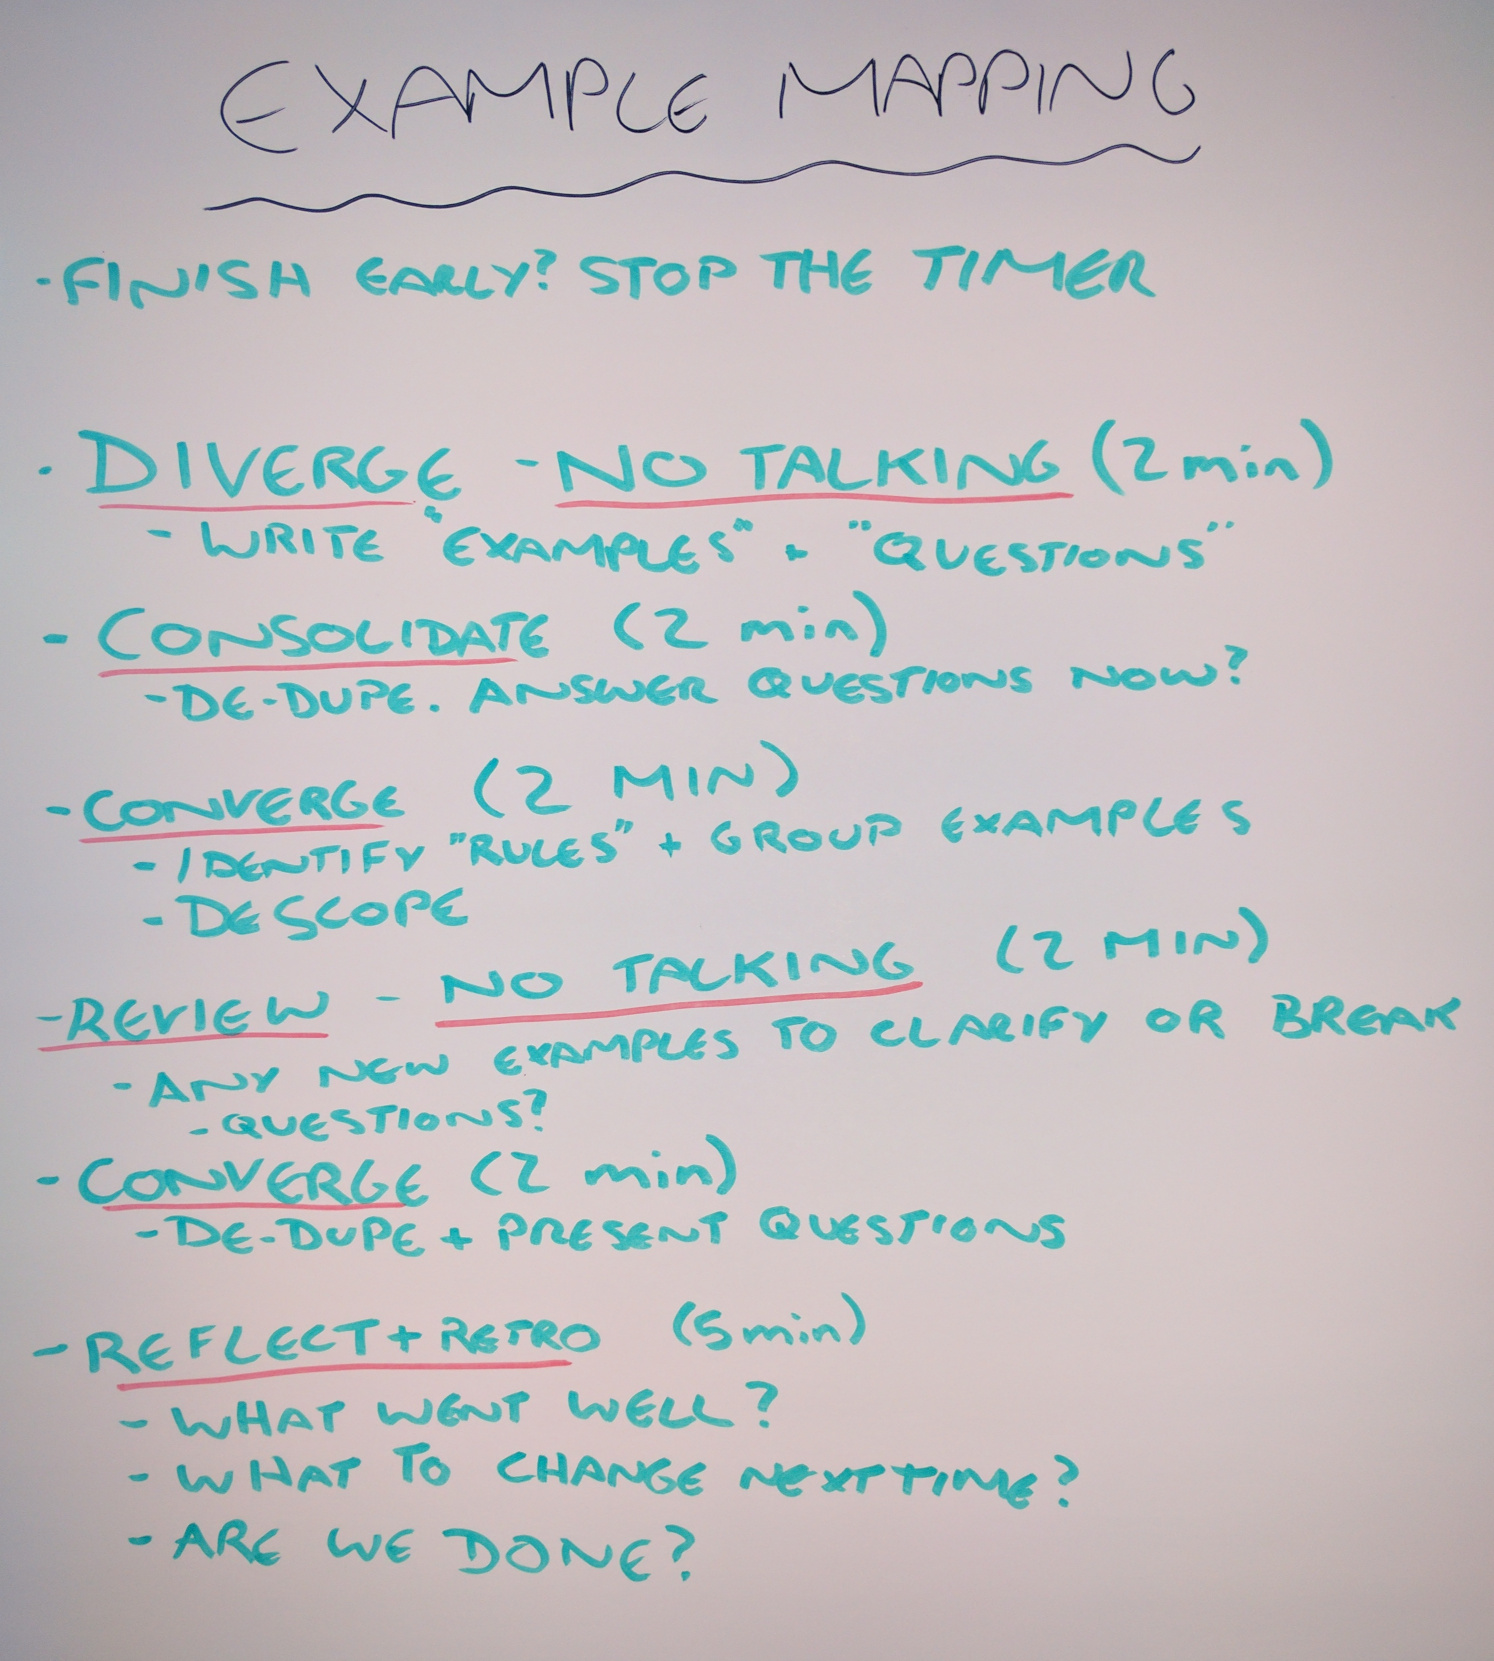 EXAMPLE MAPPING
- FINISH EARLY? STOP THE TIMER
- DIVERGE - NO TALKING (2 min)
- WRITE "EXAMPLES" + "QUESTIONS"
- CONSOLIDATE (2 min)
- DE-DUPE. ANSWER QUESTIONS NOW?
- CONVERGE (2 MIN)
- IDENTIFY "RULES" + GROUP EXAMPLES
- DESCOPE
- REVIEW - NO TALKING (2 MIN)
- ANY NEW EXAMPLES TO CLARIFY OR BREAK
- QUESTIONS?
- CONVERGE (2 min)
- DE-DUPE + PRESENT QUESTIONS
- REFLECT + RETRO (5 min)
- WHAT WENT WELL?
- WHAT TO CHANGE NEXT TIME?
- ARE WE DONE?